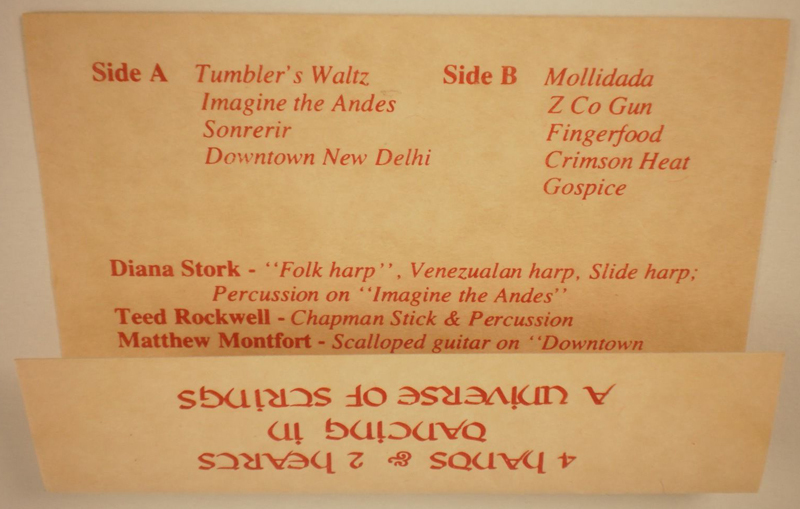 Side A Tumbler's Waltz
Imagine the Andes
Sonrerir
Downtown New Delhi
Side B Mollidada
Z Co Gun
Fingerfood
Crimson Heat
Gospice
Diana Stork - "Folk harp", Venezualan harp, Slide harp;
Percussion on "Imagine the Andes"
Teed Rockwell - Chapman Stick & Percussion
Matthew Montfort - Scalloped guitar on "Downtown
4 hands & 2 hearts
dancing in
A universe of strings